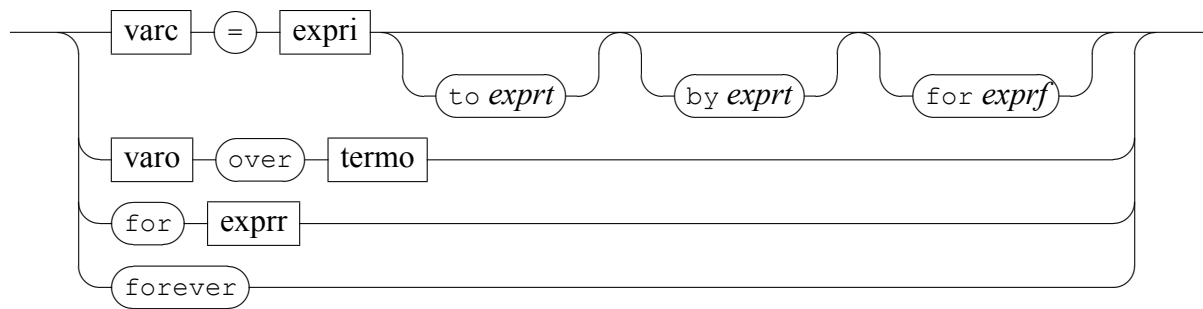 varc = expri
to exprt by exprt for exprf
varo over termo
for exprr
forever